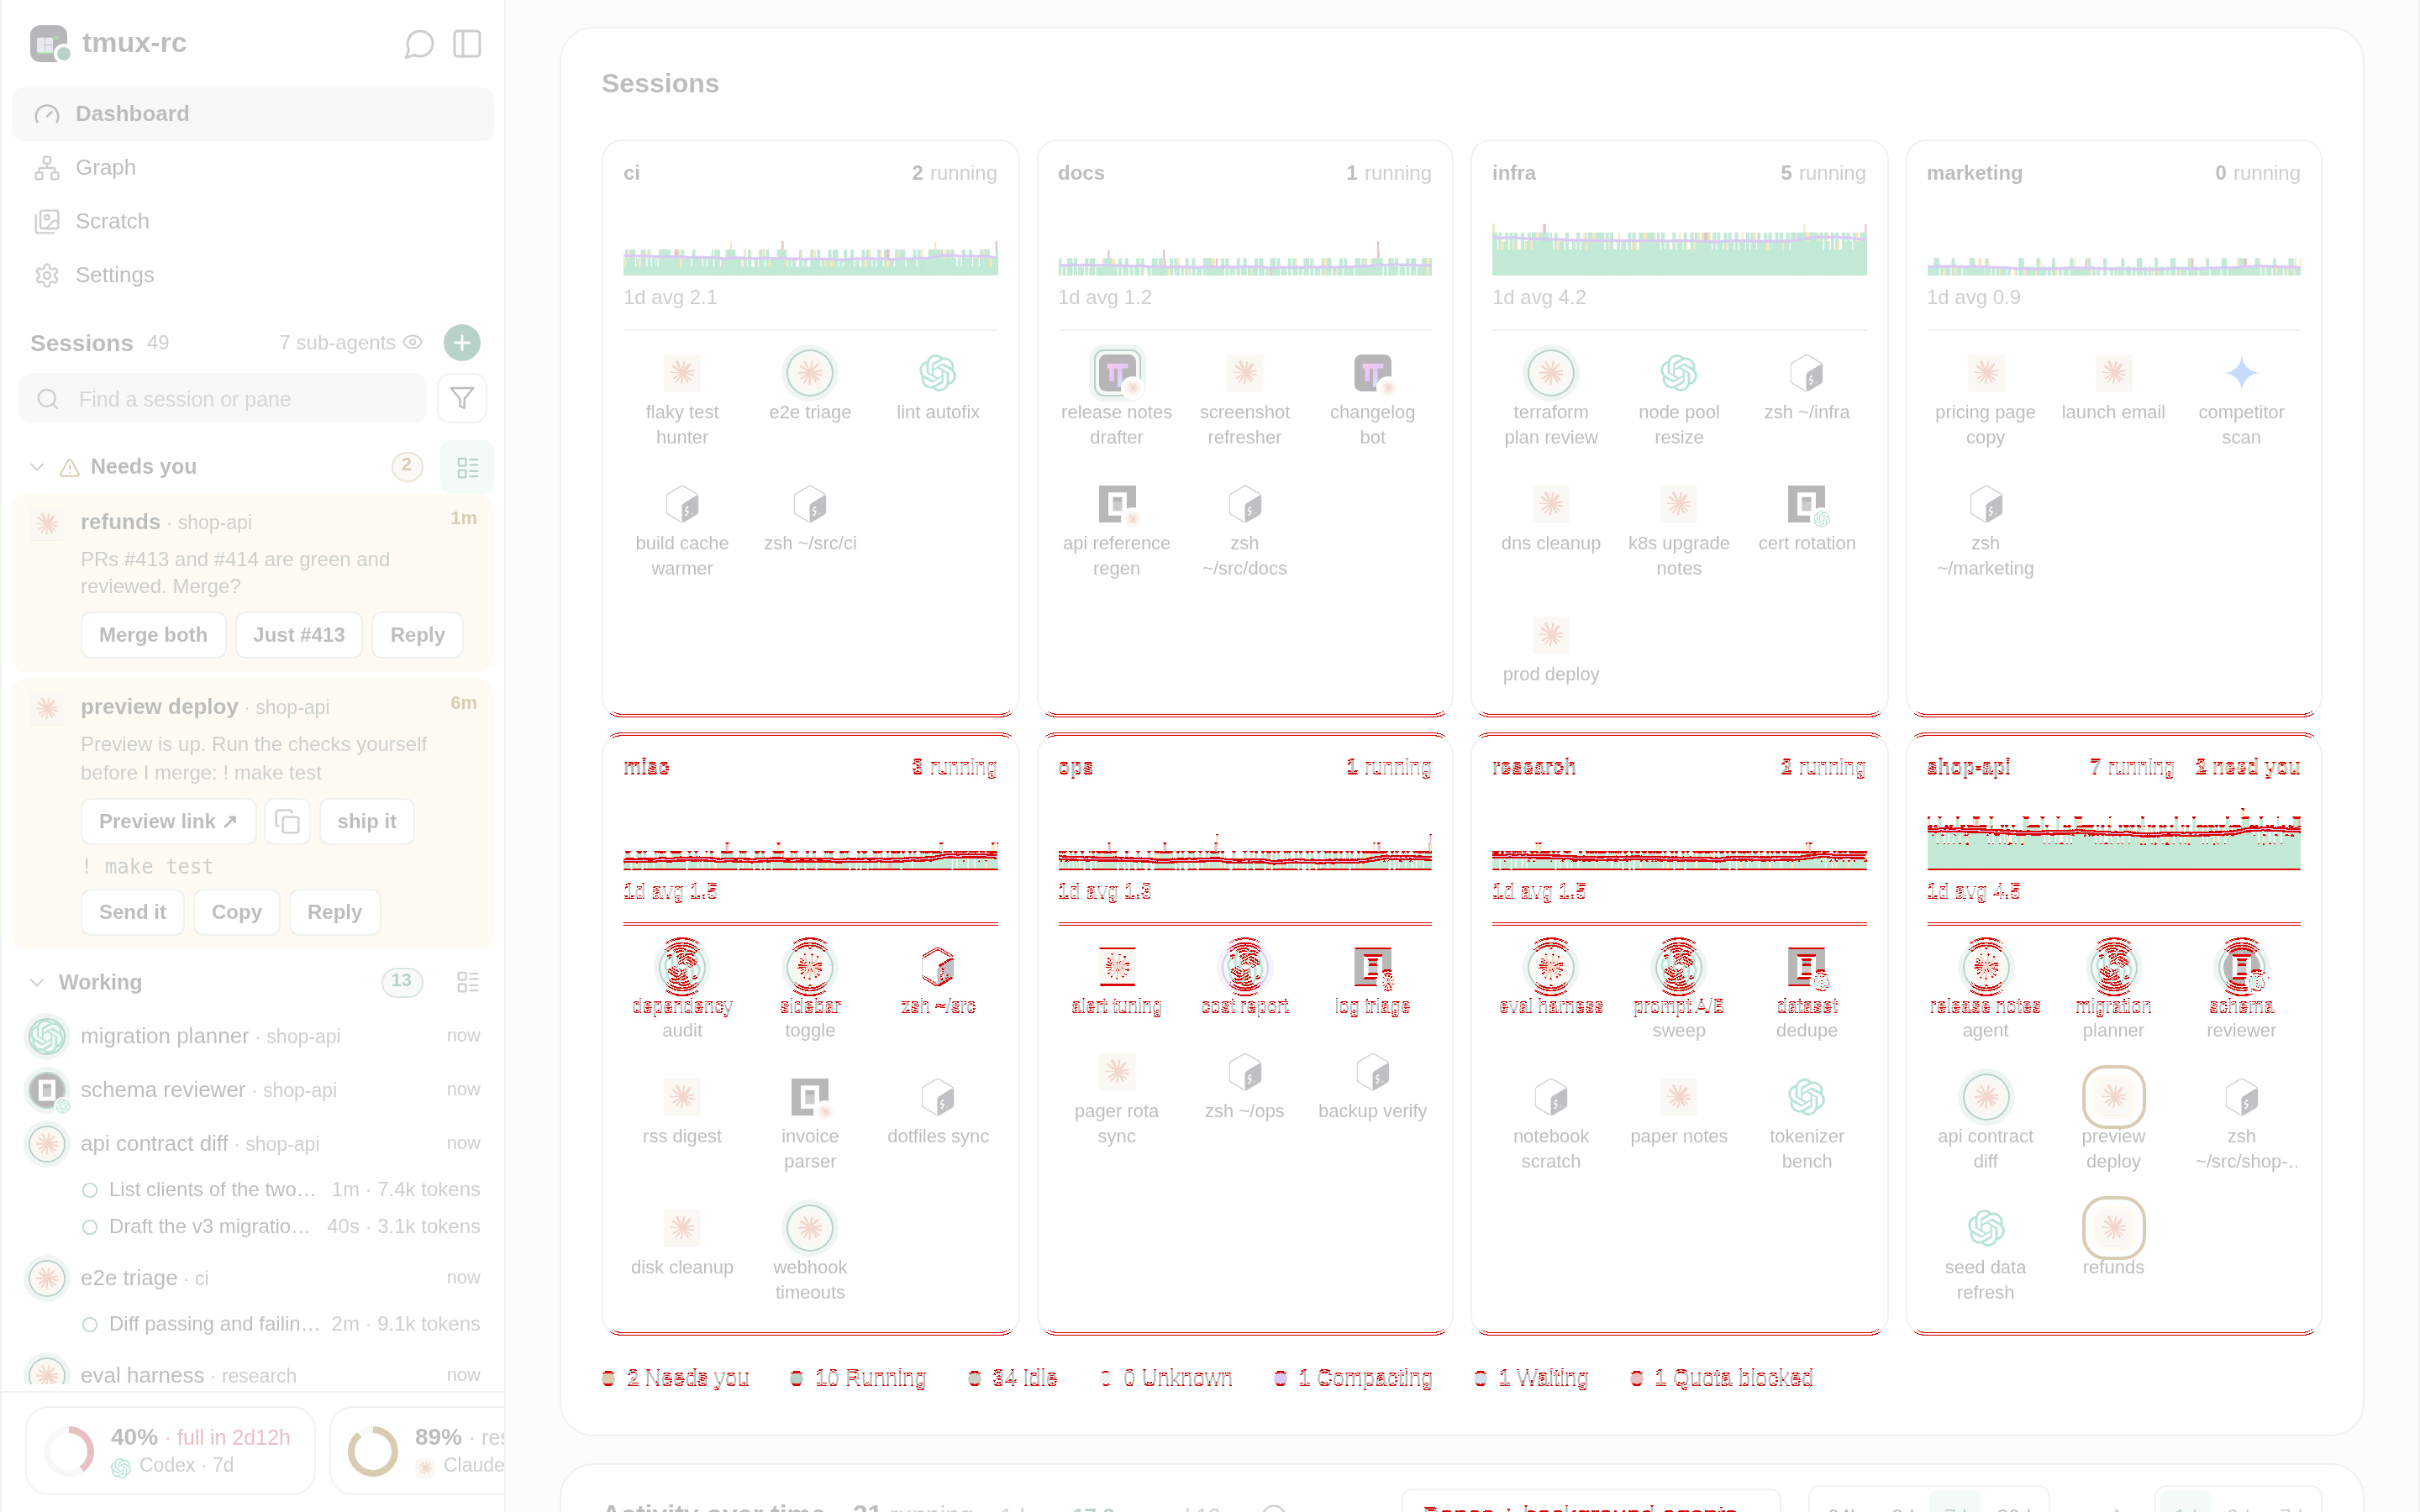 tmux-rc
Dashboard
Graph
Scratch
Settings
Sessions 49 7 sub-agents
Find a session or pane
Needs you 2
refunds · shop-api 1m
PRs #413 and #414 are green and
reviewed. Merge?
Merge both Just #413 Reply
preview deploy · shop-api 6m
Preview is up. Run the checks yourself
before I merge: ! make test
Preview link ↗ ship it
! make test
Send it Copy Reply
Working 13
migration planner · shop-api now
schema reviewer · shop-api now
api contract diff · shop-api now
List clients of the two… 1m · 7.4k tokens
Draft the v3 migratio… 40s · 3.1k tokens
e2e triage · ci now
Diff passing and failin… 2m · 9.1k tokens
eval harness · research now
40% · full in 2d12h
Codex · 7d
89% · res
Claude
Sessions
ci 2 running
1d avg 2.1
flaky test hunter
e2e triage
lint autofix
build cache warmer
zsh ~/src/ci
docs 1 running
1d avg 1.2
release notes drafter
screenshot refresher
changelog bot
api reference regen
zsh ~/src/docs
infra 5 running
1d avg 4.2
terraform plan review
node pool resize
zsh ~/infra
dns cleanup
k8s upgrade notes
cert rotation
prod deploy
marketing 0 running
1d avg 0.9
pricing page copy
launch email
competitor scan
zsh ~/marketing
misc 3 running
1d avg 1.5
dependency audit
sidebar toggle
zsh ~/src
rss digest
invoice parser
dotfiles sync
disk cleanup
webhook timeouts
ops 1 running
1d avg 1.3
alert tuning
cost report
log triage
pager rota sync
zsh ~/ops
backup verify
research 2 running
1d avg 1.5
eval harness
prompt A/B sweep
dataset dedupe
notebook scratch
paper notes
tokenizer bench
shop-api 7 running 2 need you
1d avg 4.5
release notes agent
migration planner
schema reviewer
api contract diff
preview deploy
zsh ~/src/shop-..
seed data refresh
refunds
2 Needs you 10 Running 34 Idle 0 Unknown 1 Compacting 1 Waiting 1 Quota blocked
Activity over time 21 running